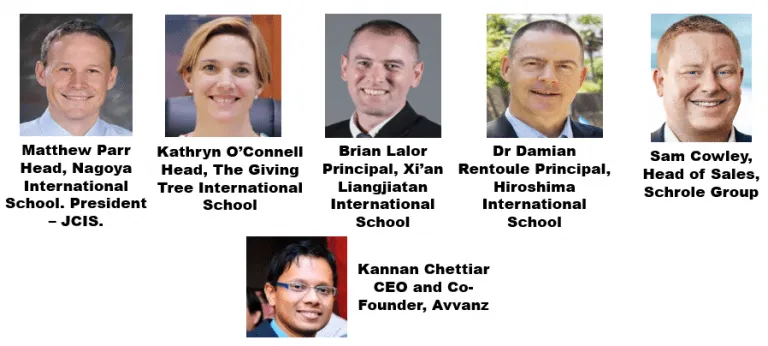 Matthew Parr
Head, Nagoya
International
School. President
– JCIS.
Kathryn O’Connell
Head, The Giving
Tree International
School
Brian Lalor
Principal, Xi’an
Liangjiatan
International
School
Dr Damian
Rentoule Principal,
Hiroshima
International
School
Sam Cowley,
Head of Sales,
Schrole Group
Kannan Chettiar
CEO and Co-
Founder, Avvanz